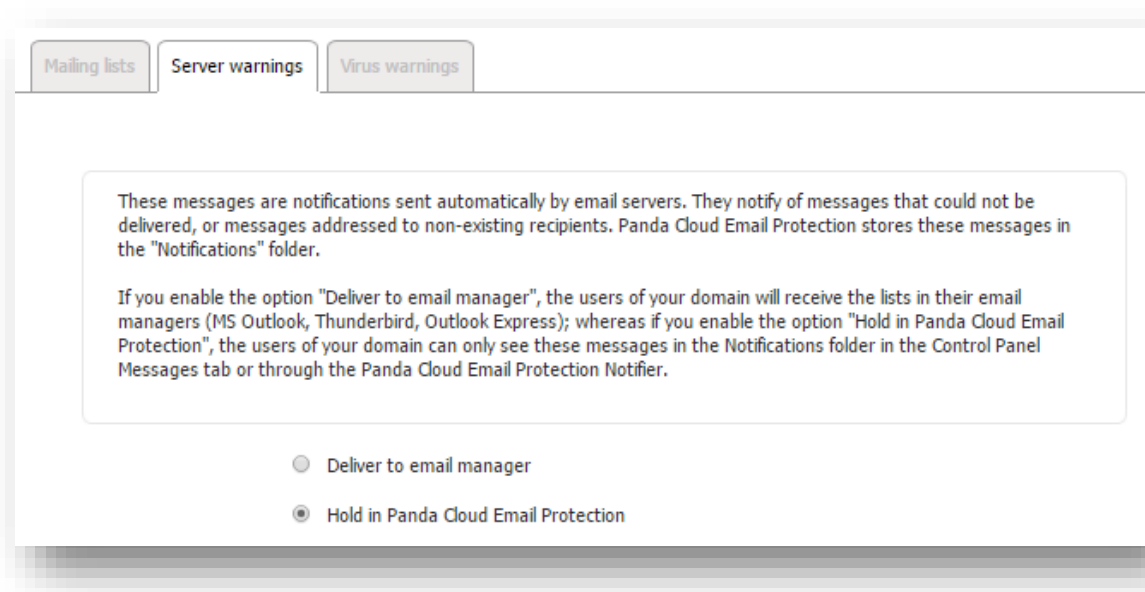 Mailing lists
Server warnings
Virus warnings
These messages are notifications sent automatically by email servers. They notify of messages that could not be
delivered, or messages addressed to non-existing recipients. Panda Cloud Email Protection stores these messages in
the "Notifications" folder.
If you enable the option "Deliver to email manager", the users of your domain will receive the lists in their email
managers (MS Outlook, Thunderbird, Outlook Express); whereas if you enable the option "Hold in Panda Cloud Email
Protection", the users of your domain can only see these messages in the Notifications folder in the Control Panel
Messages tab or through the Panda Cloud Email Protection Notifier.
Deliver to email manager
Hold in Panda Cloud Email Protection